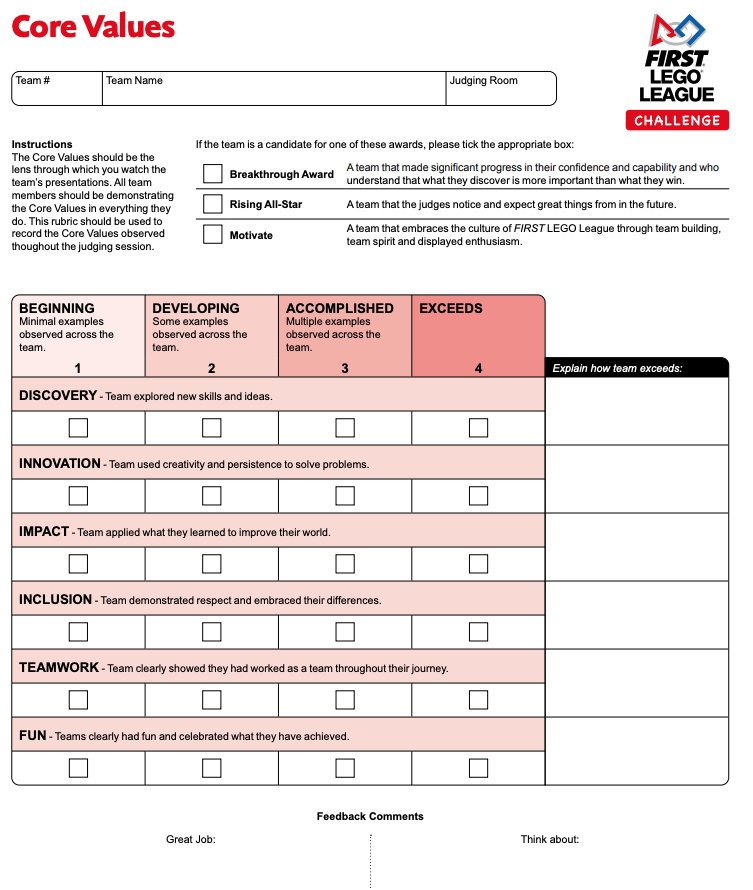 Core Values
FIRST
LEGO
LEAGUE
CHALLENGE
Team #
Team Name
Judging Room
Instructions
The Core Values should be the
lens through which you watch the
team's presentations. All team
members should be demonstrating
the Core Values in everything they
do. This rubric should be used to
record the Core Values observed
thoughout the judging session.
If the team is a candidate for one of these awards, please tick the appropriate box:
Breakthrough Award
A team that made significant progress in their confidence and capability and who
understand that what they discover is more important than what they win.
Rising All-Star
A team that the judges notice and expect great things from in the future.
Motivate
A team that embraces the culture of FIRST LEGO League through team building,
team spirit and displayed enthusiasm.
BEGINNING
Minimal examples
observed across the
team.
1
DEVELOPING
Some examples
observed across the
team.
2
ACCOMPLISHED
Multiple examples
observed across the
team.
3
EXCEEDS
4
Explain how team exceeds:
DISCOVERY - Team explored new skills and ideas.
INNOVATION - Team used creativity and persistence to solve problems.
IMPACT - Team applied what they learned to improve their world.
INCLUSION - Team demonstrated respect and embraced their differences.
TEAMWORK - Team clearly showed they had worked as a team throughout their journey.
FUN - Teams clearly had fun and celebrated what they have achieved.
Feedback Comments
Great Job:
Think about: